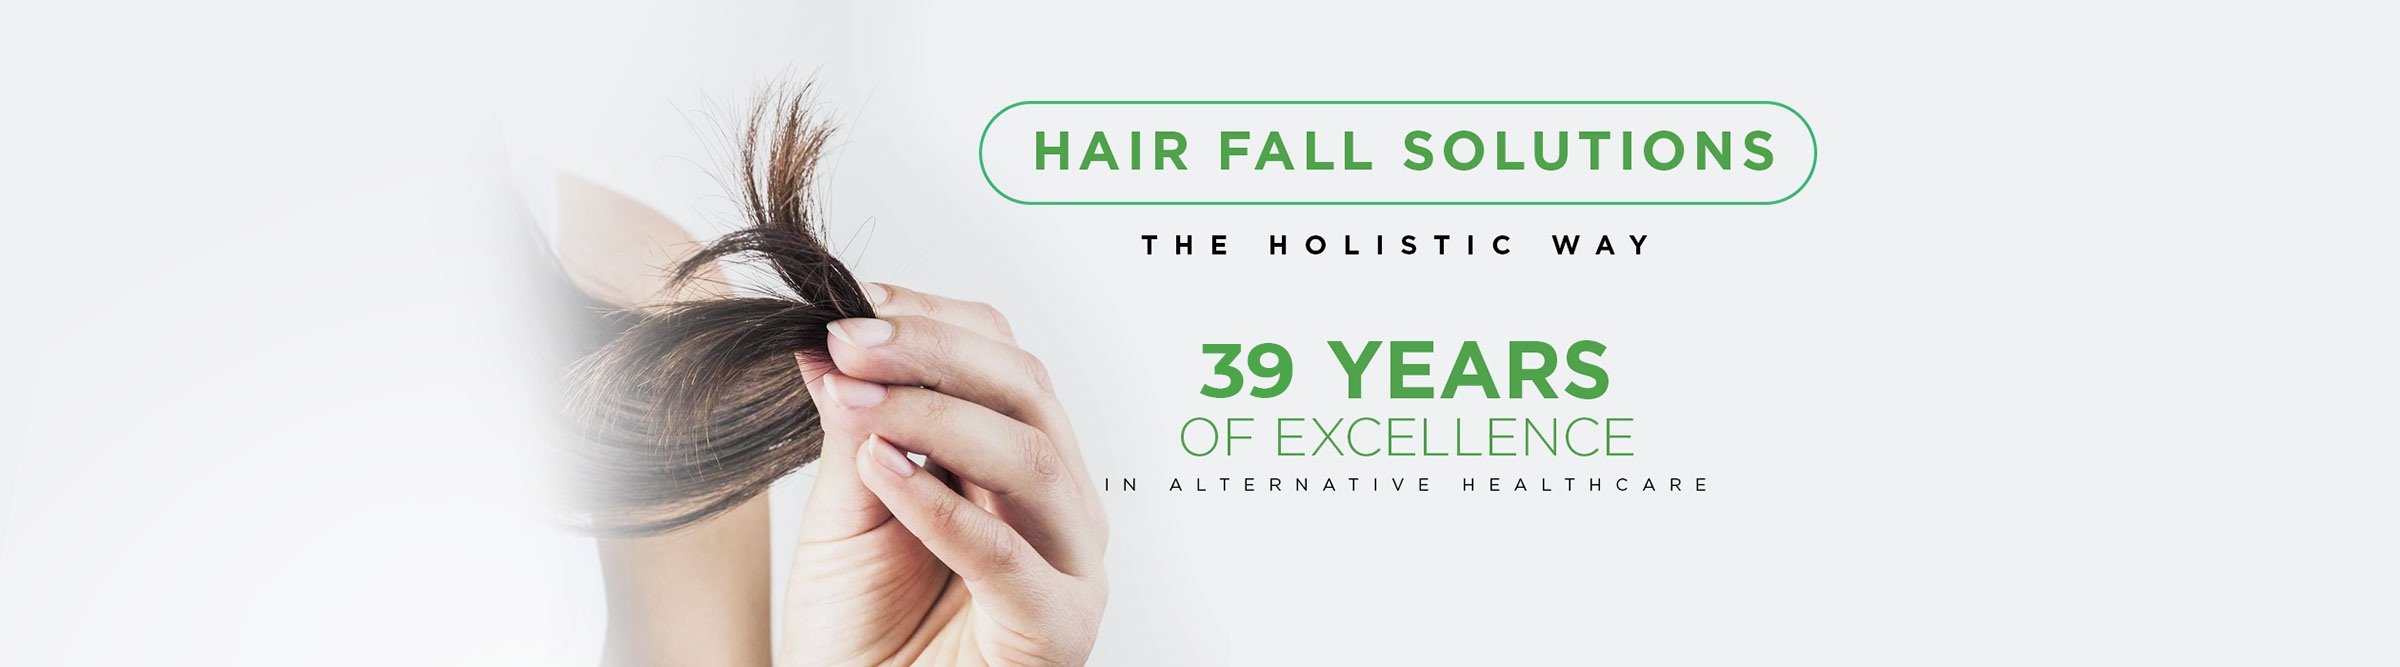 HAIR FALL SOLUTIONS
THE HOLISTIC WAY
39 YEARS
OF EXCELLENCE
IN ALTERNATIVE HEALTHCARE